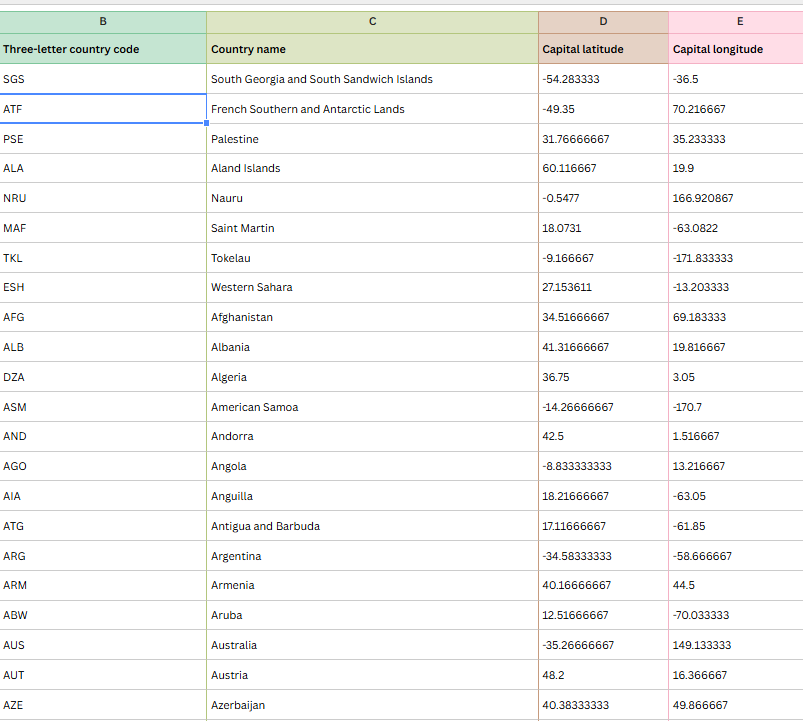 B C D E
Three-letter country code Country name Capital latitude Capital longitude
SGS South Georgia and South Sandwich Islands -54.283333 -36.5
ATF French Southern and Antarctic Lands -49.35 70.216667
PSE Palestine 31.76666667 35.233333
ALA Aland Islands 60.116667 19.9
NRU Nauru -0.5477 166.920867
MAF Saint Martin 18.0731 -63.0822
TKL Tokelau -9.166667 -171.833333
ESH Western Sahara 27.153611 -13.203333
AFG Afghanistan 34.51666667 69.183333
ALB Albania 41.31666667 19.816667
DZA Algeria 36.75 3.05
ASM American Samoa -14.26666667 -170.7
AND Andorra 42.5 1.516667
AGO Angola -8.833333333 13.216667
AIA Anguilla 18.21666667 -63.05
ATG Antigua and Barbuda 17.11666667 -61.85
ARG Argentina -34.58333333 -58.666667
ARM Armenia 40.16666667 44.5
ABW Aruba 12.51666667 -70.033333
AUS Australia -35.26666667 149.133333
AUT Austria 48.2 16.366667
AZE Azerbaijan 40.38333333 49.866667